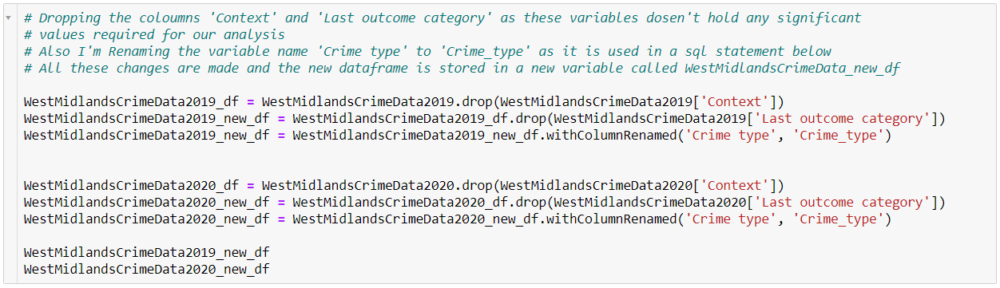 # Dropping the coloumns 'Context' and 'Last outcome category' as these variables dosen't hold any significant
# values required for our analysis
# Also I'm Renaming the variable name 'Crime type' to 'Crime_type' as it is used in a sql statement below
# All these changes are made and the new dataframe is stored in a new variable called WestMidlandsCrimeData_new_df
WestMidlandsCrimeData2019_df = WestMidlandsCrimeData2019.drop(WestMidlandsCrimeData2019['Context'])
WestMidlandsCrimeData2019_new_df = WestMidlandsCrimeData2019_df.drop(WestMidlandsCrimeData2019['Last outcome category'])
WestMidlandsCrimeData2019_new_df = WestMidlandsCrimeData2019_new_df.withColumnRenamed('Crime type', 'Crime_type')
WestMidlandsCrimeData2020_df = WestMidlandsCrimeData2020.drop(WestMidlandsCrimeData2020['Context'])
WestMidlandsCrimeData2020_new_df = WestMidlandsCrimeData2020_df.drop(WestMidlandsCrimeData2020['Last outcome category'])
WestMidlandsCrimeData2020_new_df = WestMidlandsCrimeData2020_new_df.withColumnRenamed('Crime type', 'Crime_type')
WestMidlandsCrimeData2019_new_df
WestMidlandsCrimeData2020_new_df